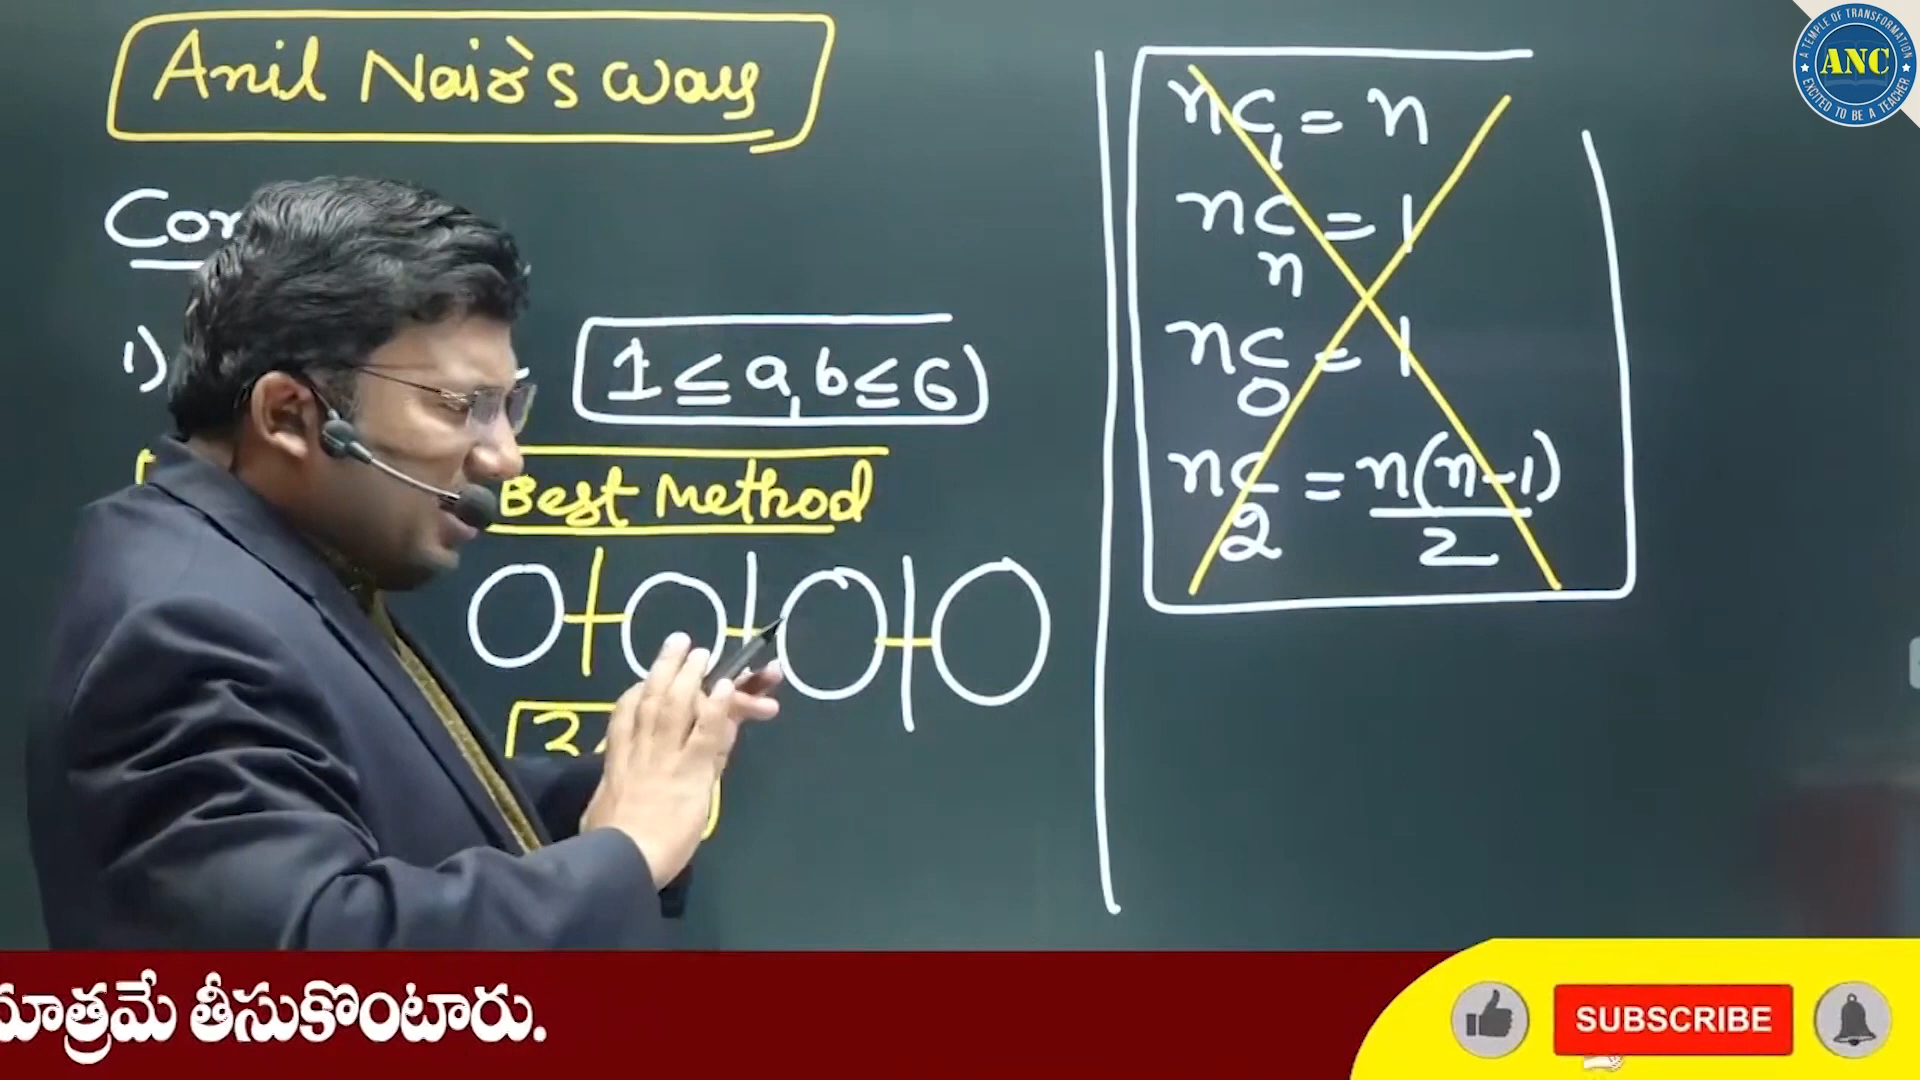 Anil Nair's Way
1)
1 ≤ a, b ≤ 6
Best Method
nC₁ = n
nCₙ = 1
nC₀ = 1
nC₂ = n(n-1)/2
A TEMPLE OF TRANSFORMATION
ANC
EXCITED TO BE A TEACHER
మాత్రమే తీసుకొంటారు.
SUBSCRIBE